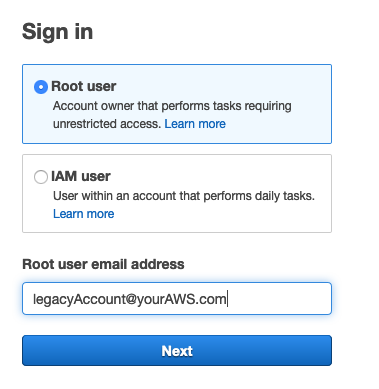 Sign in
Root user
Account owner that performs tasks requiring
unrestricted access. Learn more
IAM user
User within an account that performs daily tasks.
Learn more
Root user email address
legacyAccount@yourAWS.com
Next